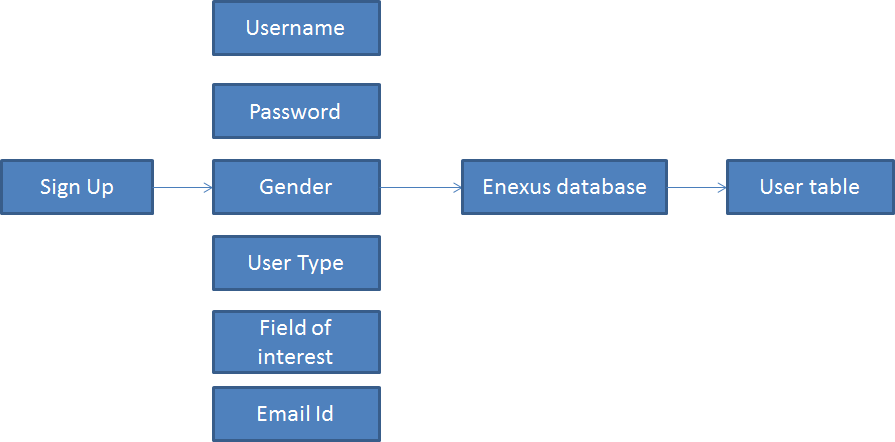 Username
Password
Sign Up
Gender
Enexus database
User table
User Type
Field of
interest
Email Id